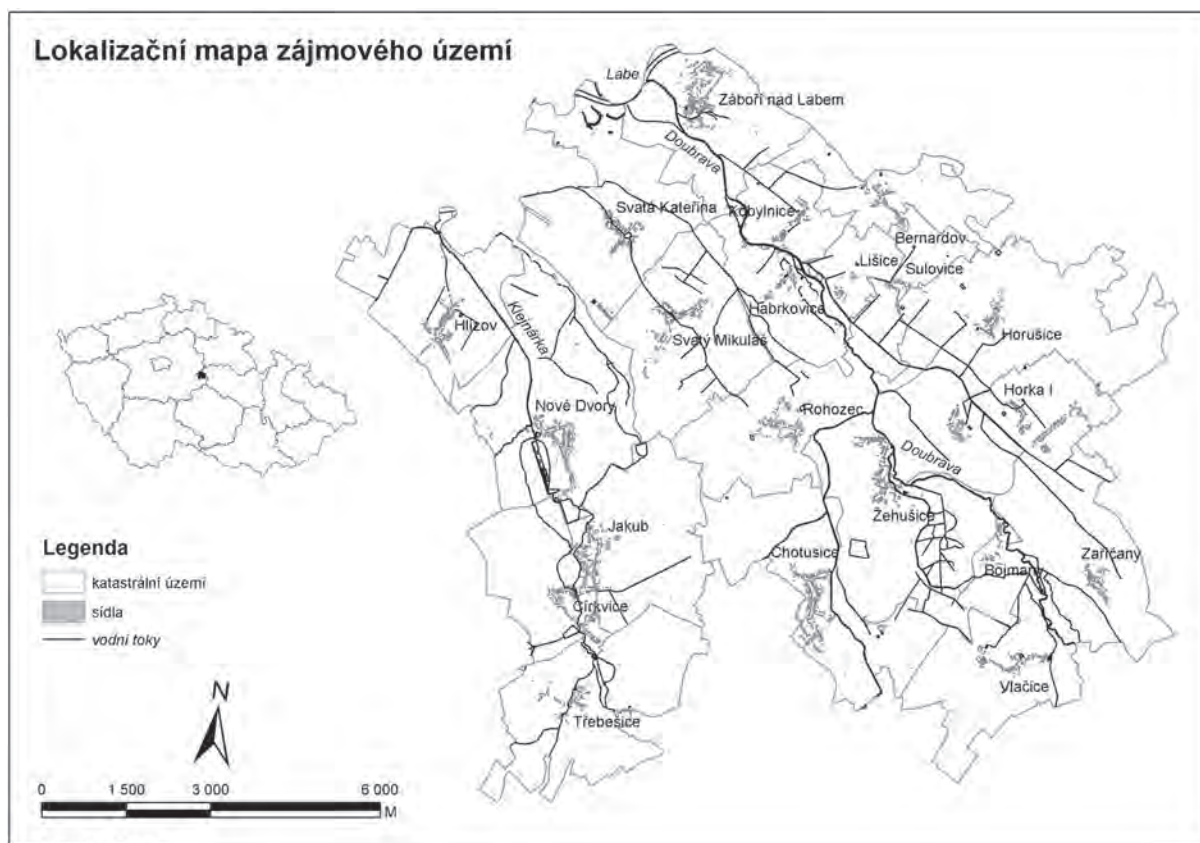 Lokalizační mapa zájmového území
Labe
Záboří nad Labem
Doubrava
Svatá Kateřina
Kobylnice
Bernardov
Lišice
Sulovice
Habrkovice
Klejnárka
Hlízov
Svatý Mikuláš
Horušice
Horka I
Nové Dvory
Rohozec
Doubrava
Žehušice
Jakub
Chotusice
Bojmany
Zaříčany
Církvice
Vlačice
Třebešice
Legenda
katastrální území
sídla
vodní toky
N
0 1 500 3 000 6 000
M